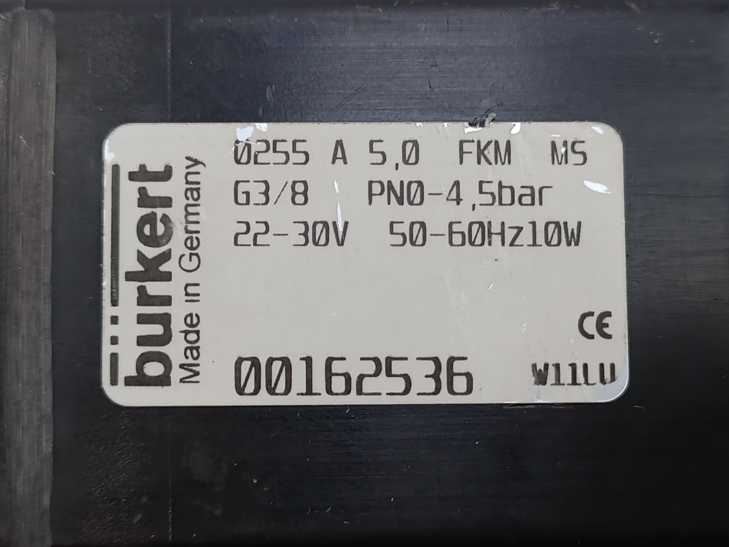 bürkert
Made in Germany
0255 A 5,0 FKM MS
G3/8 PN0-4,5bar
22-30V 50-60Hz10W
CE
00162536 W11LU